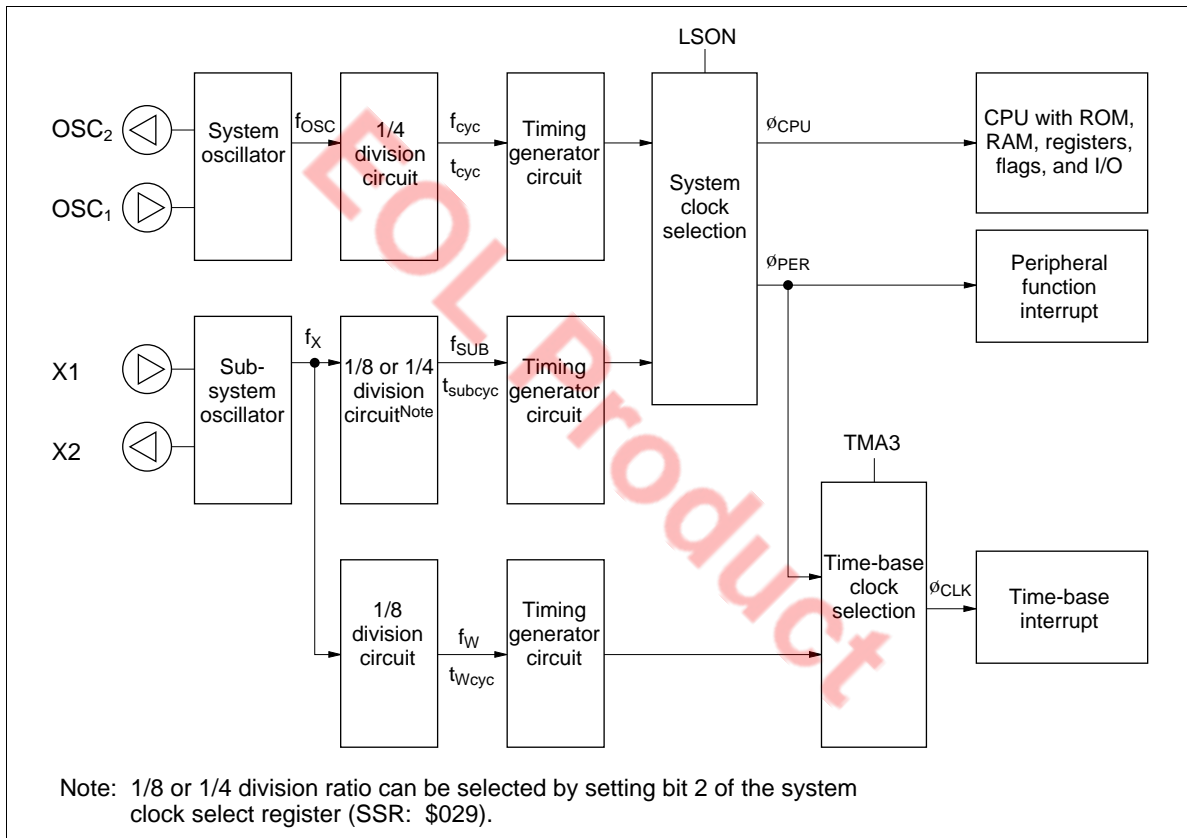 LSON
OSC2
OSC1
System
oscillator
fOSC
1/4
division
circuit
fcyc
tcyc
Timing
generator
circuit
System
clock
selection
øCPU
CPU with ROM,
RAM, registers,
flags, and I/O
øPER
Peripheral
function
interrupt
X1
X2
Sub-
system
oscillator
fX
1/8 or 1/4
division
circuitNote
fSUB
tsubcyc
Timing
generator
circuit
TMA3
1/8
division
circuit
fW
tWcyc
Timing
generator
circuit
Time-base
clock
selection
øCLK
Time-base
interrupt
EOL Product
Note: 1/8 or 1/4 division ratio can be selected by setting bit 2 of the system
clock select register (SSR: $029).